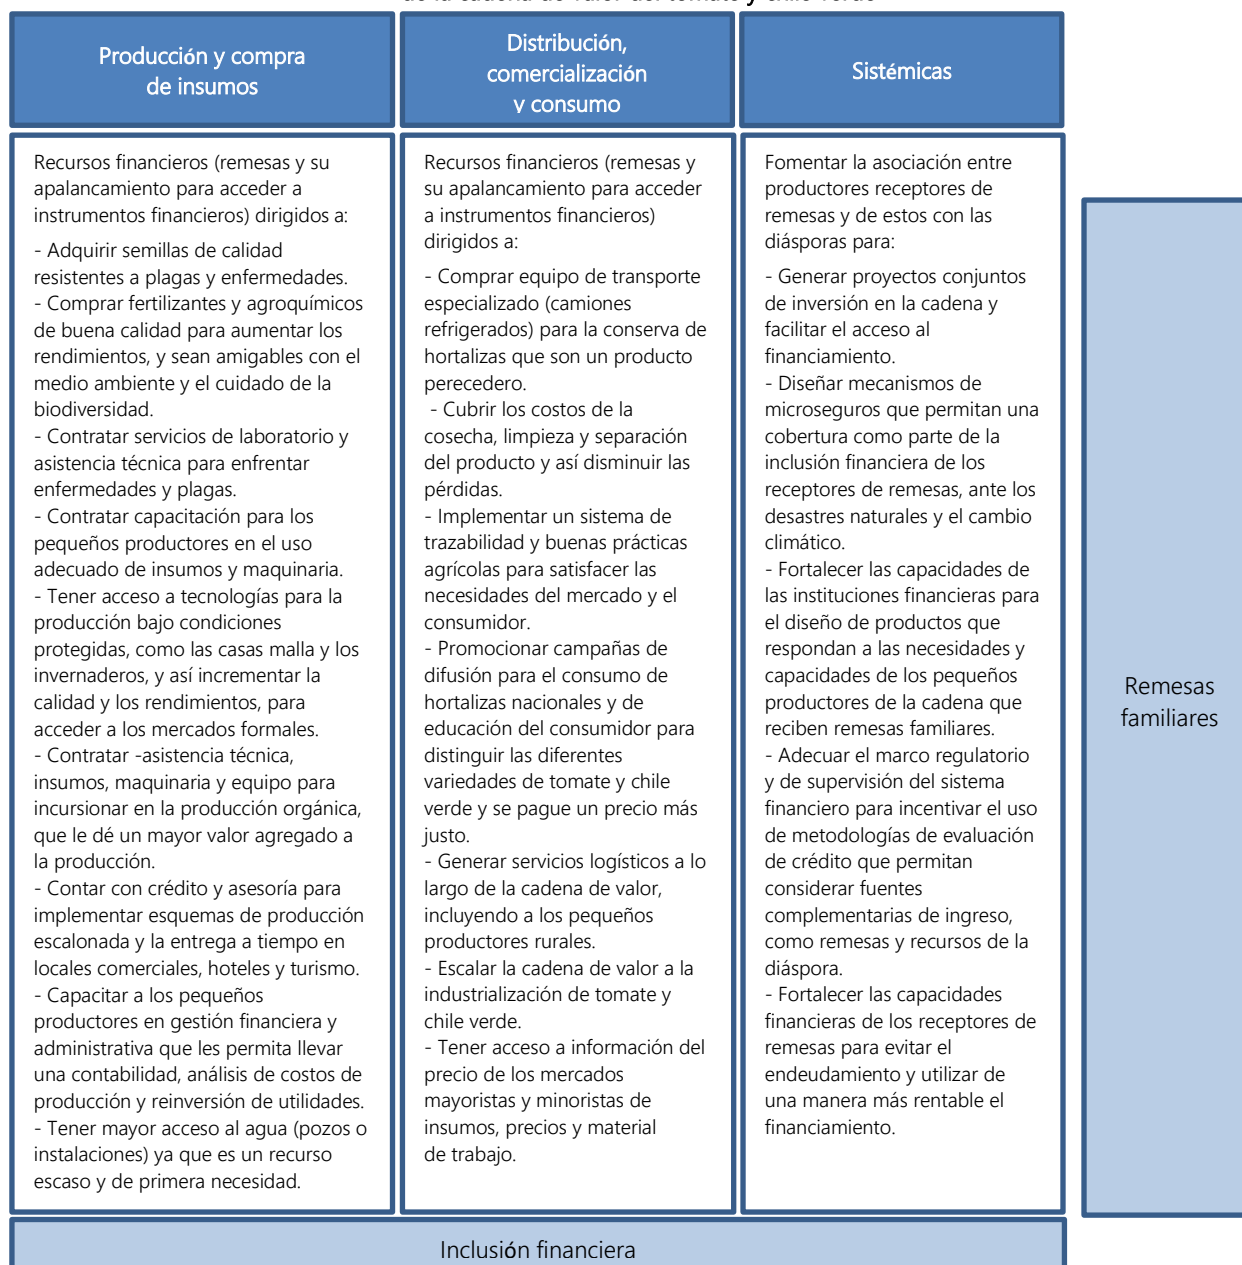 de la cadena de valor del tomate y chile verde
Producción y compra
de insumos
Distribución,
comercialización
y consumo
Sistémicas
Recursos financieros (remesas y su
apalancamiento para acceder a
instrumentos financieros) dirigidos a:
- Adquirir semillas de calidad
resistentes a plagas y enfermedades.
- Comprar fertilizantes y agroquímicos
de buena calidad para aumentar los
rendimientos, y sean amigables con el
medio ambiente y el cuidado de la
biodiversidad.
- Contratar servicios de laboratorio y
asistencia técnica para enfrentar
enfermedades y plagas.
- Contratar capacitación para los
pequeños productores en el uso
adecuado de insumos y maquinaria.
- Tener acceso a tecnologías para la
producción bajo condiciones
protegidas, como las casas malla y los
invernaderos, y así incrementar la
calidad y los rendimientos, para
acceder a los mercados formales.
- Contratar -asistencia técnica,
insumos, maquinaria y equipo para
incursionar en la producción orgánica,
que le dé un mayor valor agregado a
la producción.
- Contar con crédito y asesoría para
implementar esquemas de producción
escalonada y la entrega a tiempo en
locales comerciales, hoteles y turismo.
- Capacitar a los pequeños
productores en gestión financiera y
administrativa que les permita llevar
una contabilidad, análisis de costos de
producción y reinversión de utilidades.
- Tener mayor acceso al agua (pozos o
instalaciones) ya que es un recurso
escaso y de primera necesidad.
Recursos financieros (remesas y
su apalancamiento para acceder
a instrumentos financieros)
dirigidos a:
- Comprar equipo de transporte
especializado (camiones
refrigerados) para la conserva de
hortalizas que son un producto
perecedero.
- Cubrir los costos de la
cosecha, limpieza y separación
del producto y así disminuir las
pérdidas.
- Implementar un sistema de
trazabilidad y buenas prácticas
agrícolas para satisfacer las
necesidades del mercado y el
consumidor.
- Promocionar campañas de
difusión para el consumo de
hortalizas nacionales y de
educación del consumidor para
distinguir las diferentes
variedades de tomate y chile
verde y se pague un precio más
justo.
- Generar servicios logísticos a lo
largo de la cadena de valor,
incluyendo a los pequeños
productores rurales.
- Escalar la cadena de valor a la
industrialización de tomate y
chile verde.
- Tener acceso a información del
precio de los mercados
mayoristas y minoristas de
insumos, precios y material
de trabajo.
Fomentar la asociación entre
productores receptores de
remesas y de estos con las
diásporas para:
- Generar proyectos conjuntos
de inversión en la cadena y
facilitar el acceso al
financiamiento.
- Diseñar mecanismos de
microseguros que permitan una
cobertura como parte de la
inclusión financiera de los
receptores de remesas, ante los
desastres naturales y el cambio
climático.
- Fortalecer las capacidades de
las instituciones financieras para
el diseño de productos que
respondan a las necesidades y
capacidades de los pequeños
productores de la cadena que
reciben remesas familiares.
- Adecuar el marco regulatorio
y de supervisión del sistema
financiero para incentivar el uso
de metodologías de evaluación
de crédito que permitan
considerar fuentes
complementarias de ingreso,
como remesas y recursos de la
diáspora.
- Fortalecer las capacidades
financieras de los receptores de
remesas para evitar el
endeudamiento y utilizar de
una manera más rentable el
financiamiento.
Remesas
familiares
Inclusión financiera